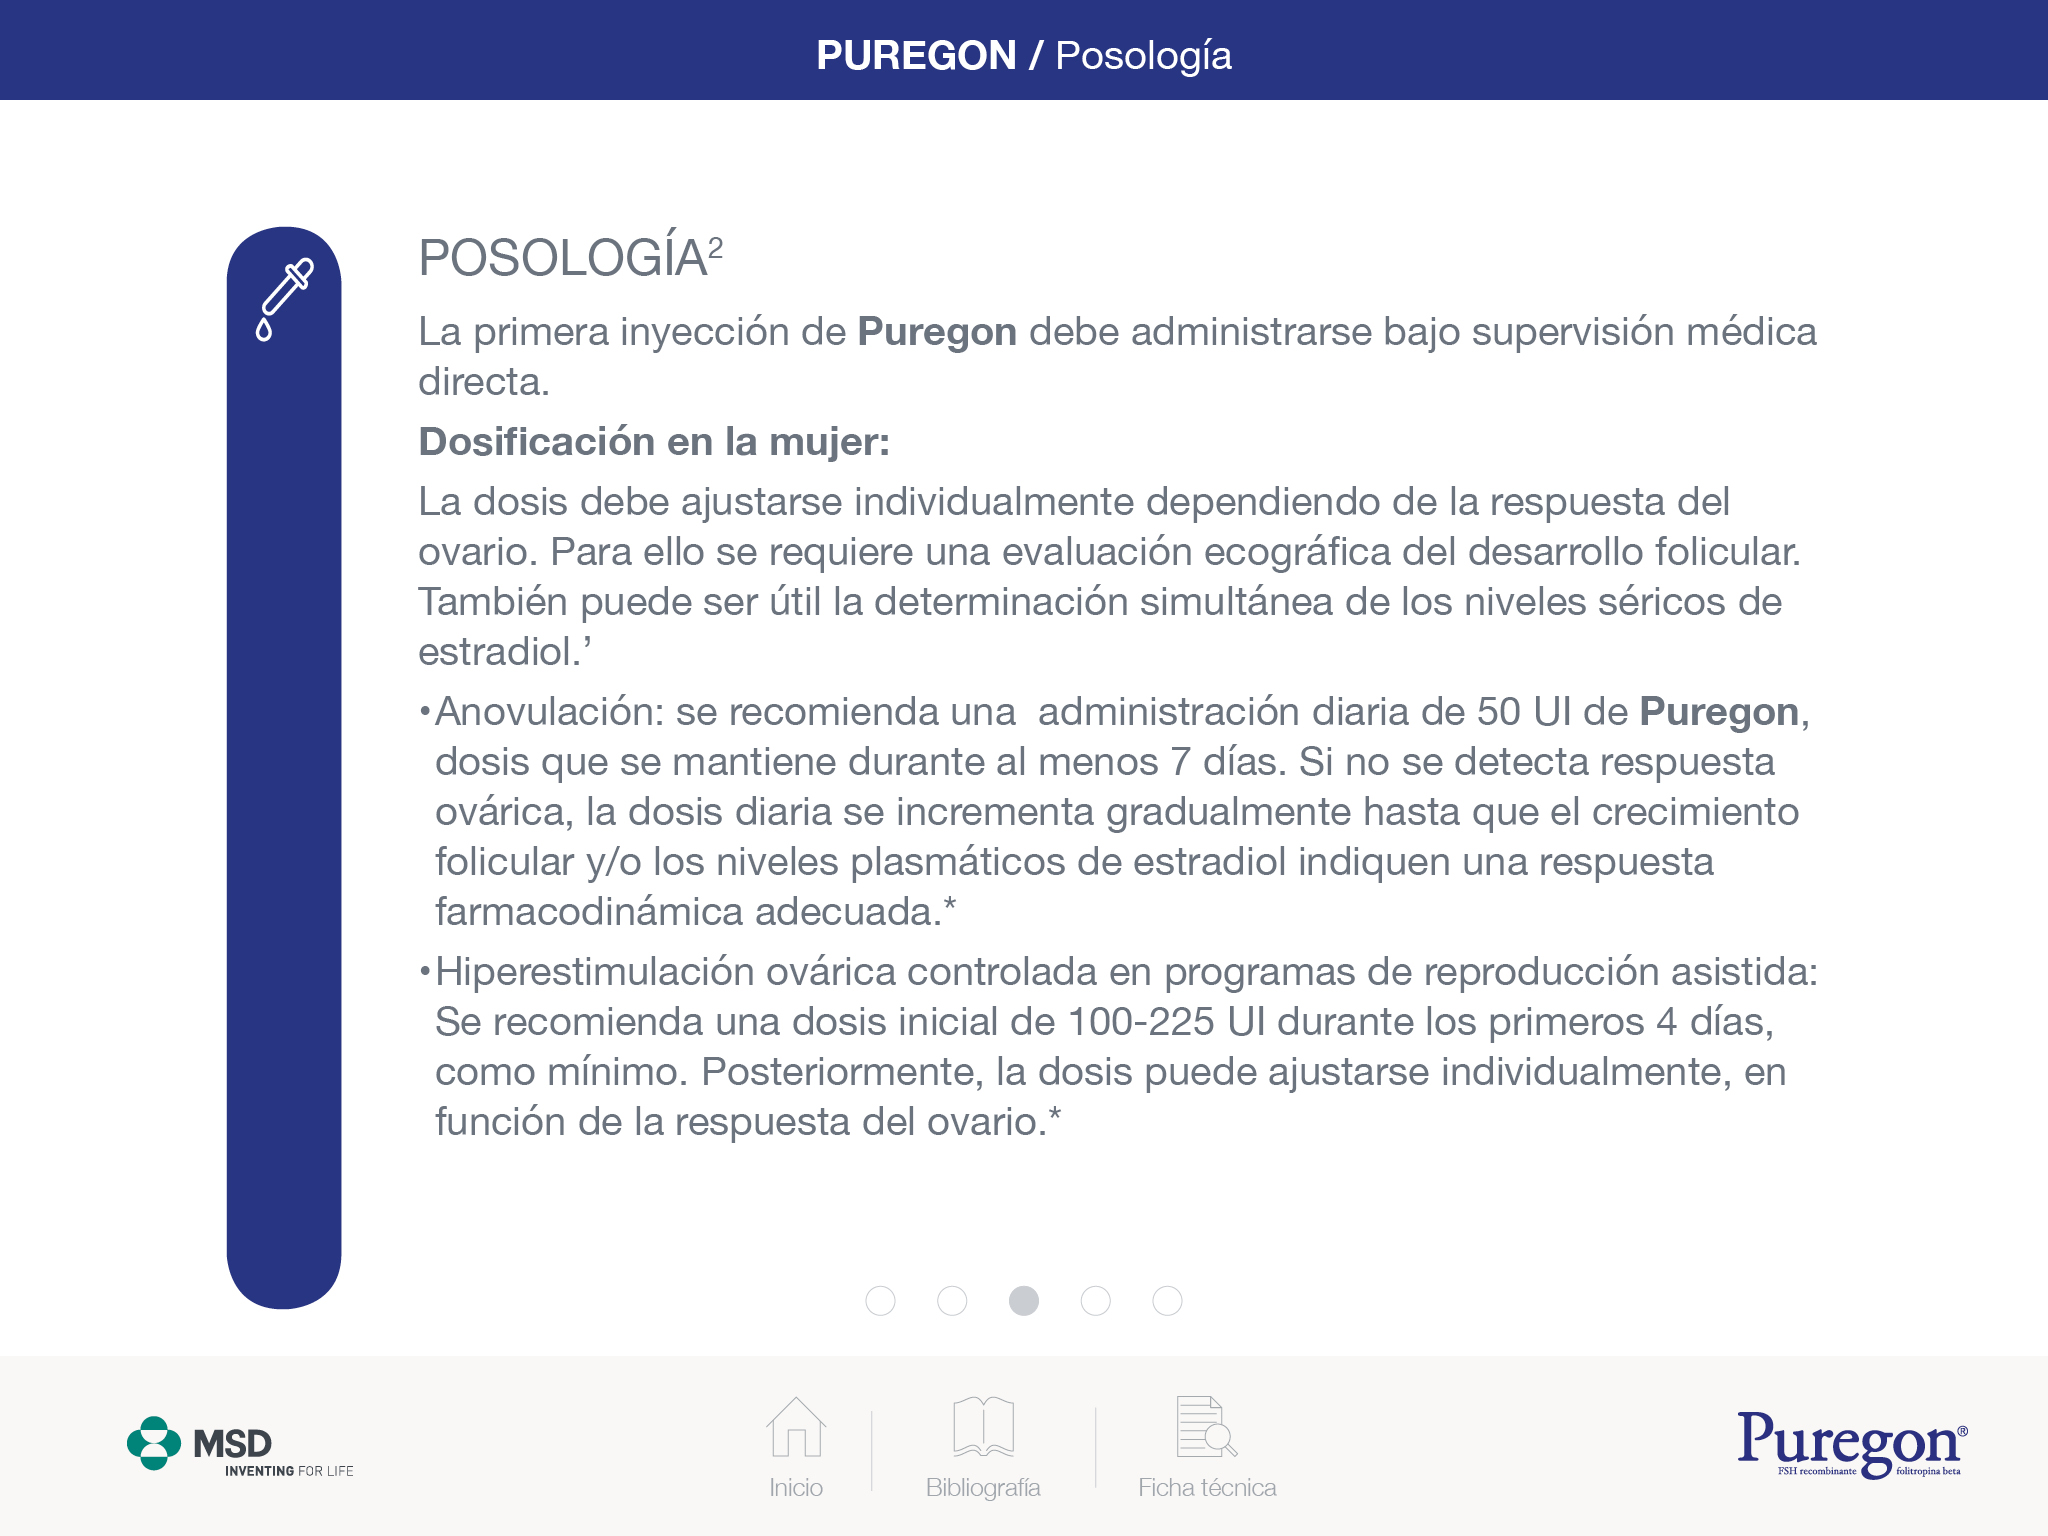 PUREGON / Posología
POSOLOGÍA²
La primera inyección de Puregon debe administrarse bajo supervisión médica
directa.
Dosificación en la mujer:
La dosis debe ajustarse individualmente dependiendo de la respuesta del
ovario. Para ello se requiere una evaluación ecográfica del desarrollo folicular.
También puede ser útil la determinación simultánea de los niveles séricos de
estradiol.’
•Anovulación: se recomienda una  administración diaria de 50 UI de Puregon,
dosis que se mantiene durante al menos 7 días. Si no se detecta respuesta
ovárica, la dosis diaria se incrementa gradualmente hasta que el crecimiento
folicular y/o los niveles plasmáticos de estradiol indiquen una respuesta
farmacodinámica adecuada.*
•Hiperestimulación ovárica controlada en programas de reproducción asistida:
Se recomienda una dosis inicial de 100-225 UI durante los primeros 4 días,
como mínimo. Posteriormente, la dosis puede ajustarse individualmente, en
función de la respuesta del ovario.*
MSD
INVENTING FOR LIFE
Inicio
Bibliografía
Ficha técnica
Puregon®
FSH recombinante folitropina beta